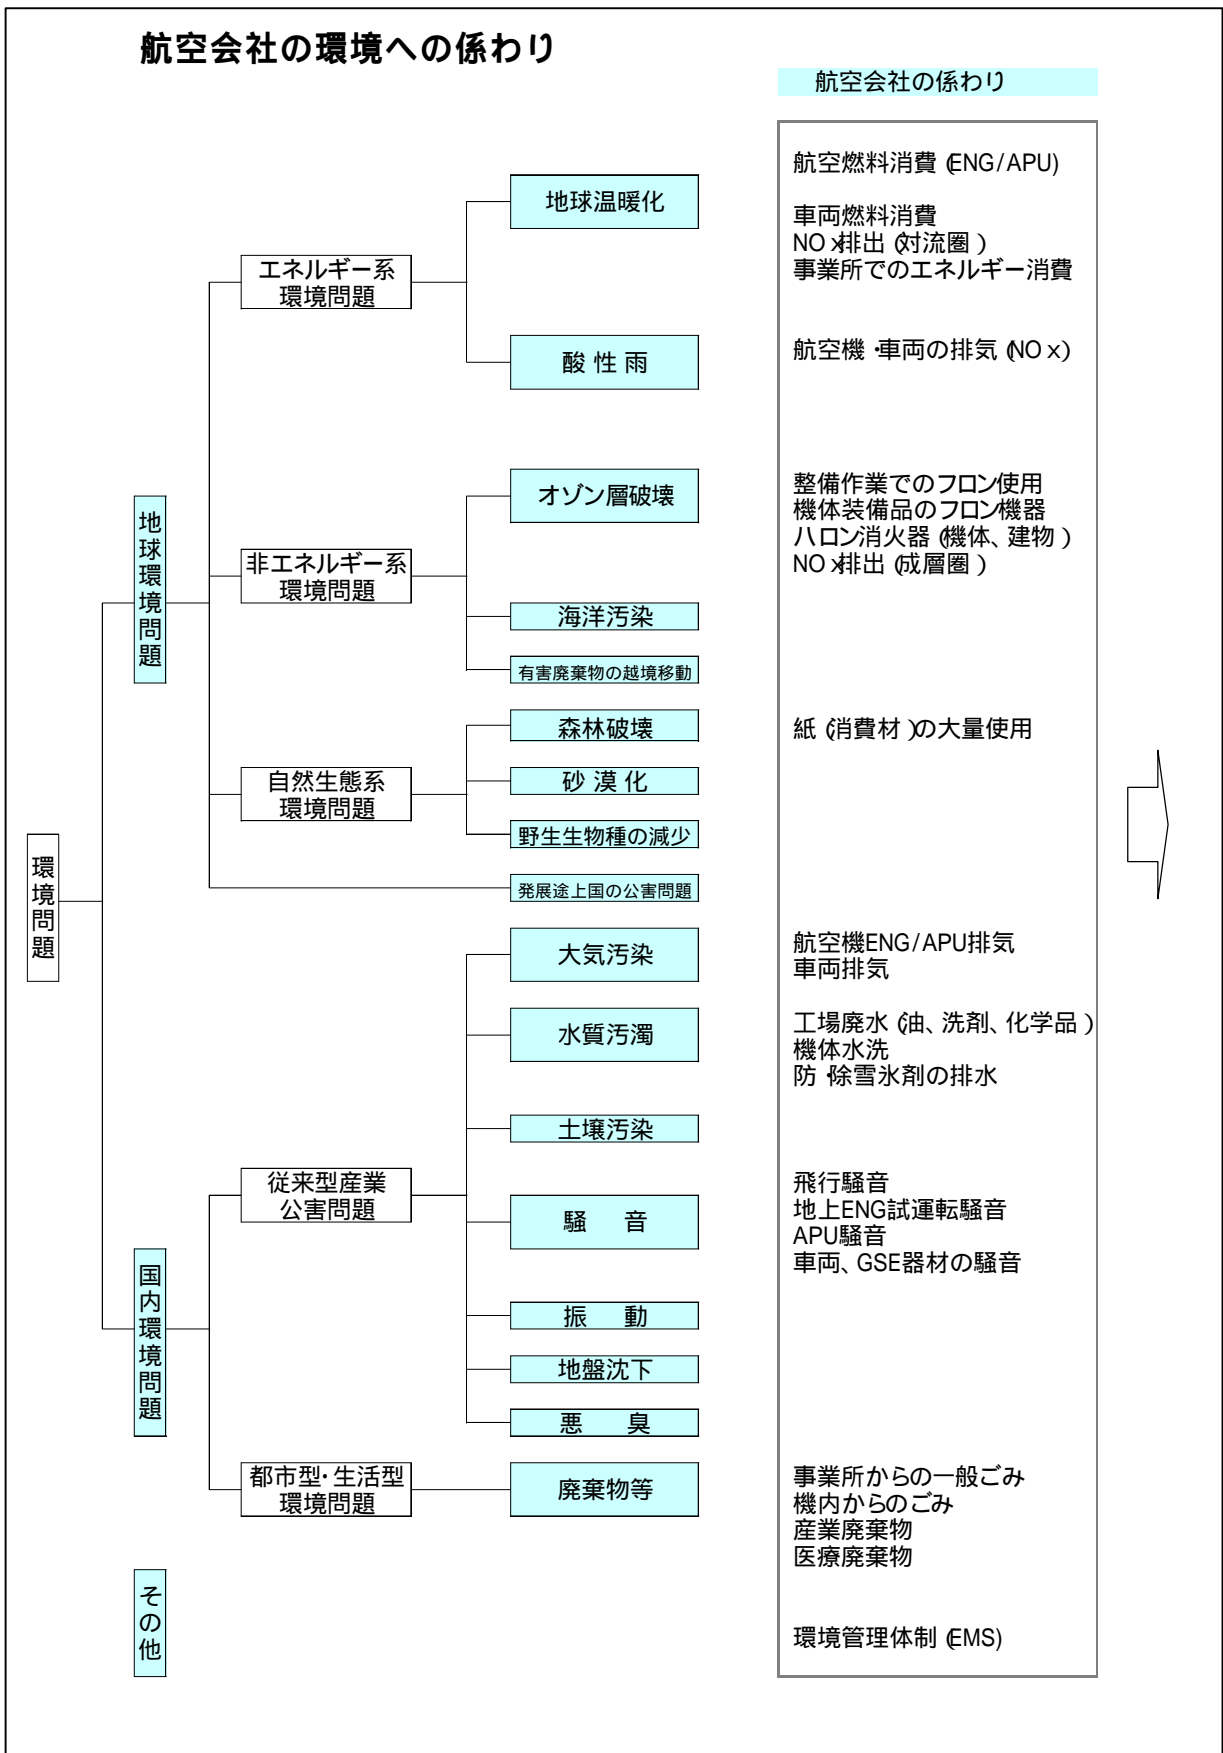 航空会社の環境への係わり
航空会社の係わり
環境問題
地球環境問題
エネルギー系
環境問題
地球温暖化
航空燃料消費 (ENG/APU)
車両燃料消費
NOx排出 (対流圏)
事業所でのエネルギー消費
酸性雨
航空機・車両の排気 (NOx)
非エネルギー系
環境問題
オゾン層破壊
整備作業でのフロン使用
機体装備品のフロン機器
ハロン消火器 (機体、建物)
NOx排出 (成層圏)
海洋汚染
有害廃棄物の越境移動
自然生態系
環境問題
森林破壊
紙 (消費材)の大量使用
砂漠化
野生生物種の減少
発展途上国の公害問題
国内環境問題
従来型産業
公害問題
大気汚染
航空機ENG/APU排気
車両排気
水質汚濁
工場廃水 (油、洗剤、化学品)
機体水洗
防・除雪氷剤の排水
土壌汚染
騒　音
飛行騒音
地上ENG試運転騒音
APU騒音
車両、GSE器材の騒音
振　動
地盤沈下
悪　臭
都市型・生活型
環境問題
廃棄物等
事業所からの一般ごみ
機内からのごみ
産業廃棄物
医療廃棄物
その他
環境管理体制 (EMS)